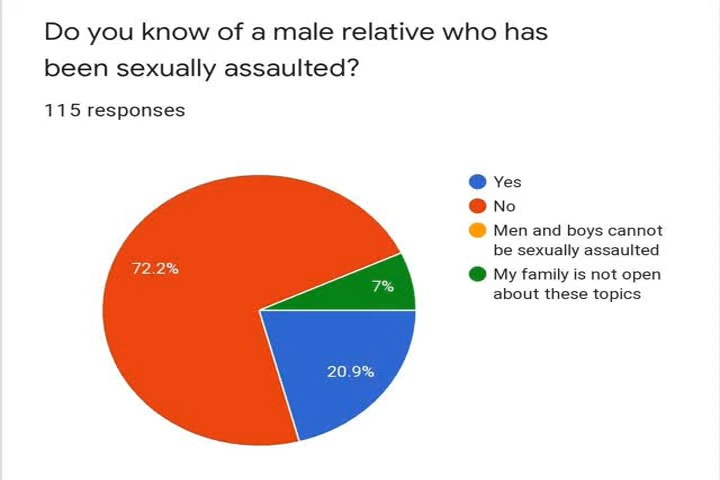 Do you know of a male relative who has
been sexually assaulted?
115 responses
Yes
No
Men and boys cannot
be sexually assaulted
My family is not open
about these topics
72.2%
7%
20.9%